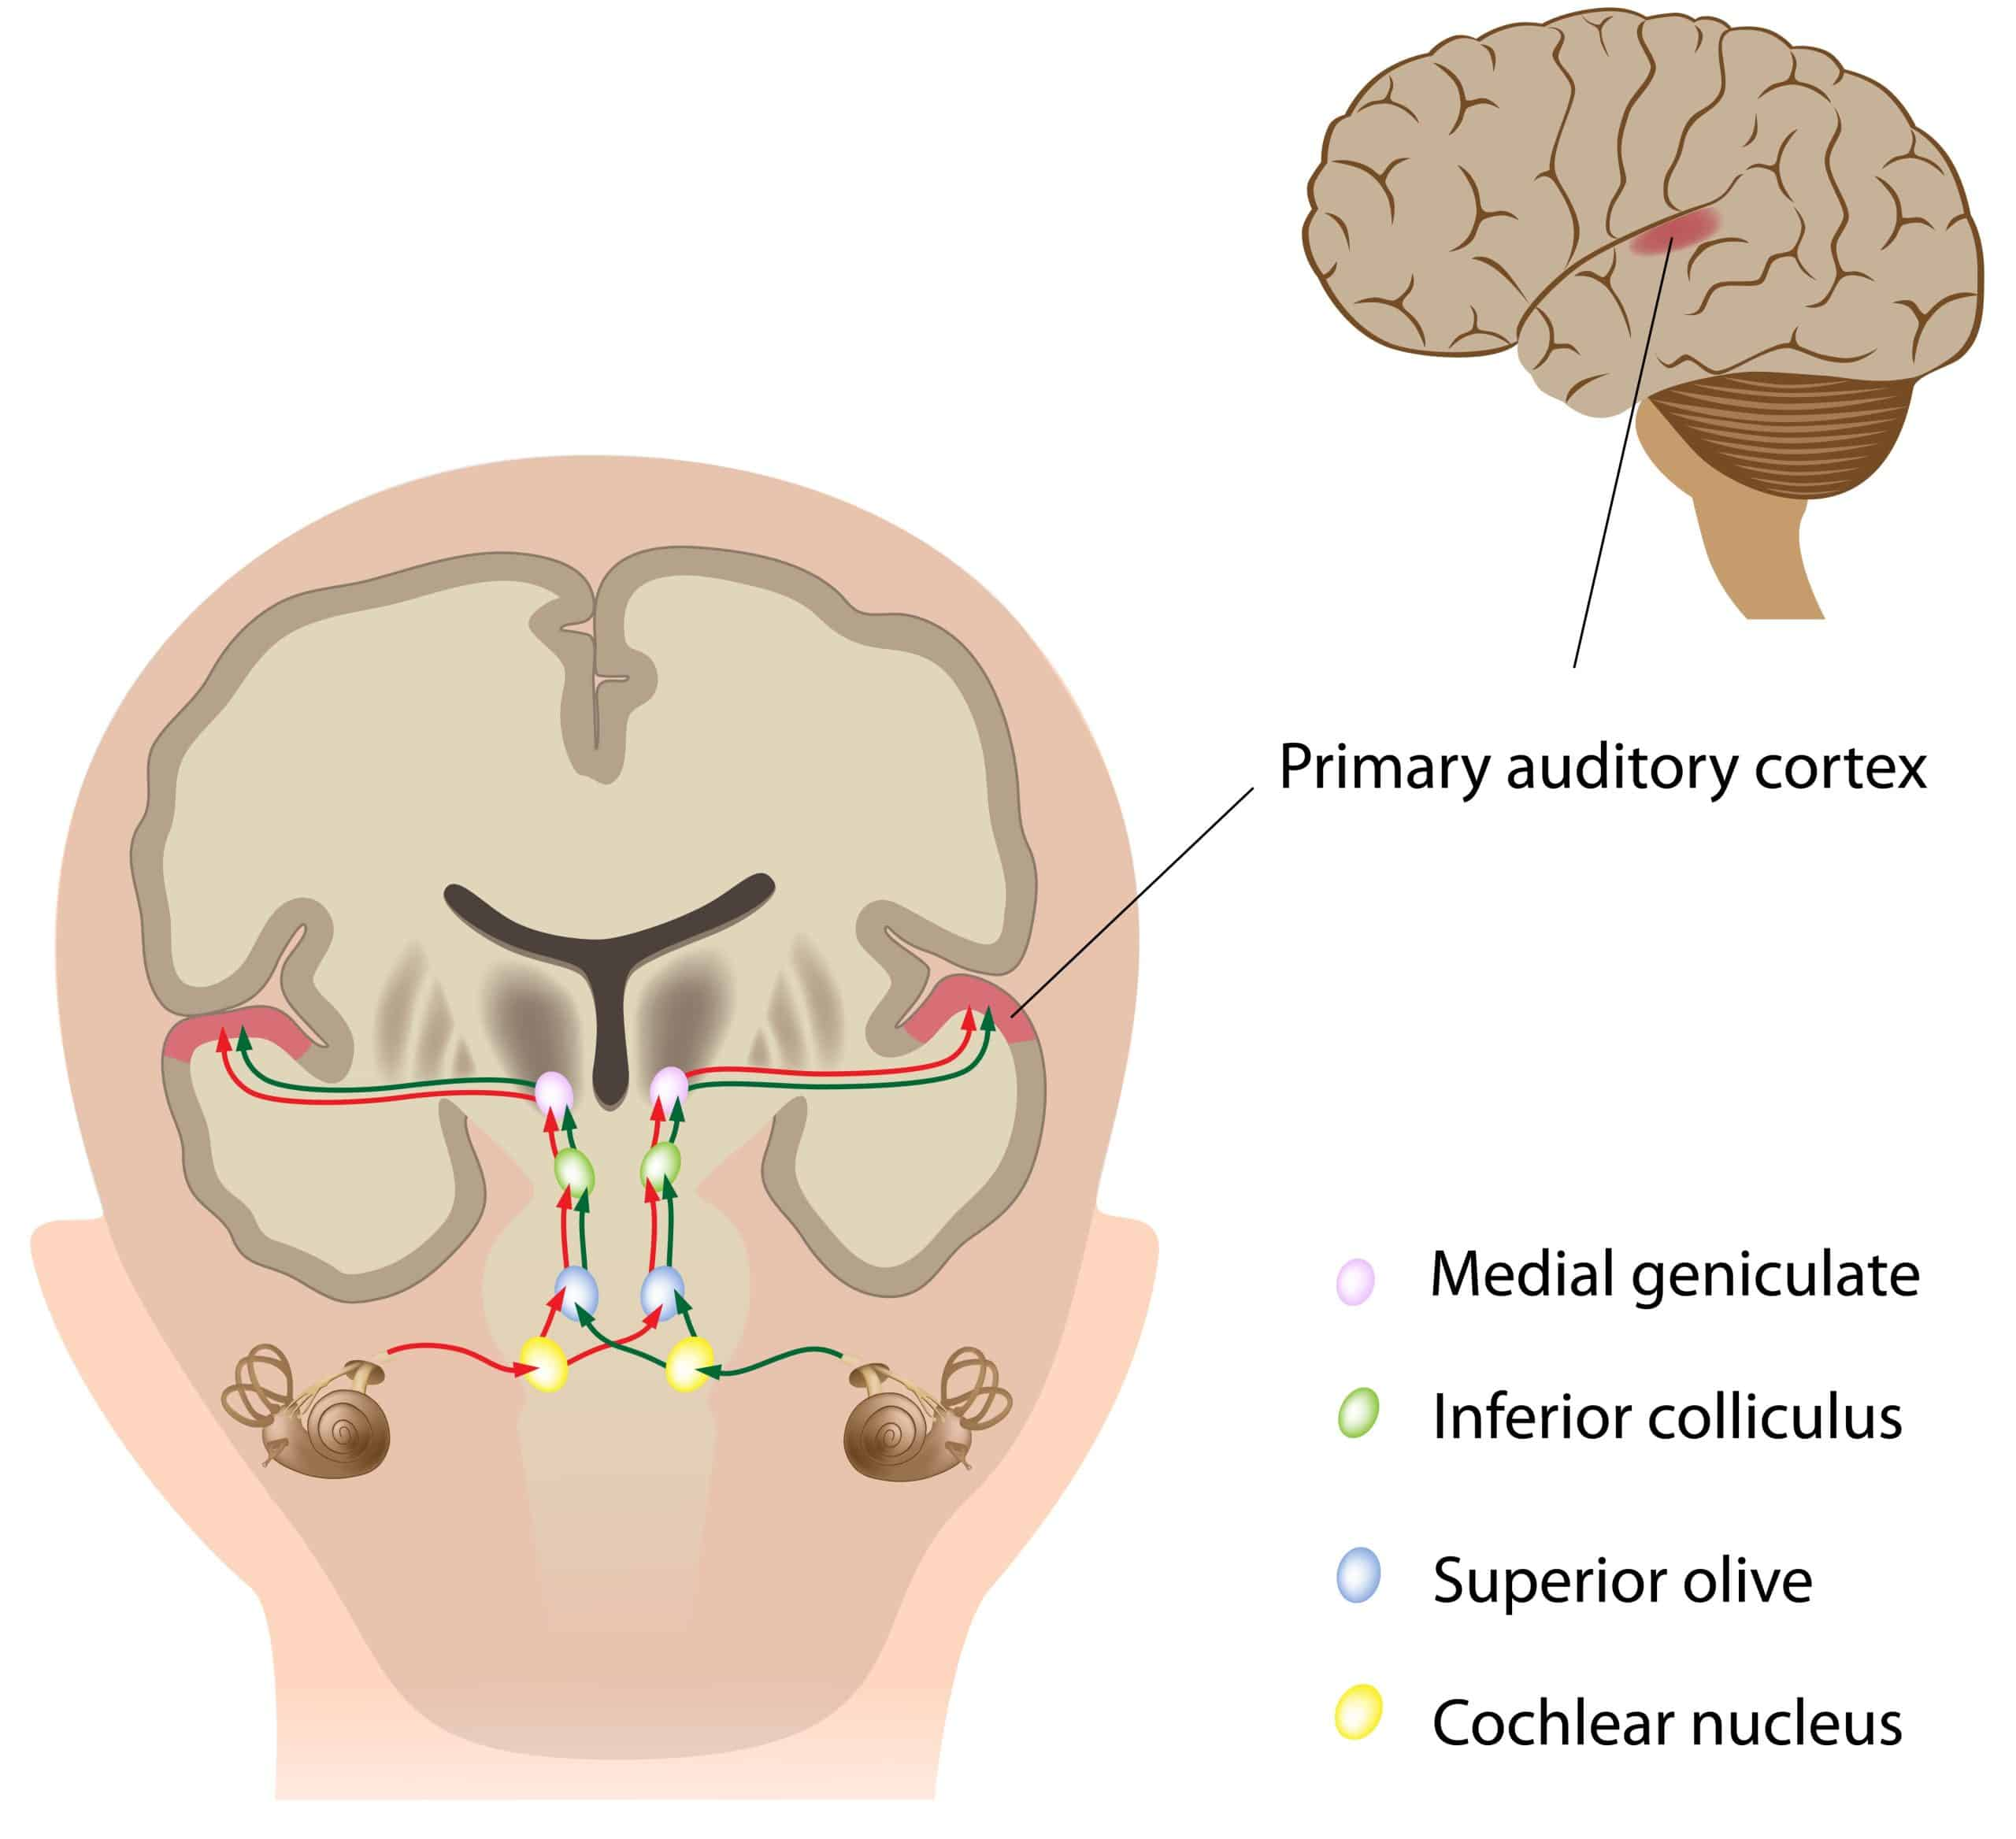 Primary auditory cortex
Medial geniculate
Inferior colliculus
Superior olive
Cochlear nucleus